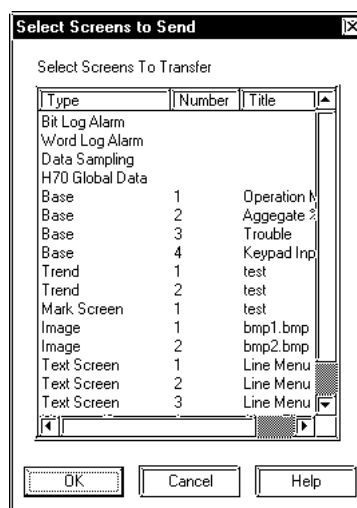 Select Screens to Send
Select Screens To Transfer
Type Number Title
Bit Log Alarm
Word Log Alarm
Data Sampling
H70 Global Data
Base 1 Operation M
Base 2 Aggegate %
Base 3 Trouble
Base 4 Keypad Inp
Trend 1 test
Trend 2 test
Mark Screen 1 test
Image 1 bmp1.bmp
Image 2 bmp2.bmp
Text Screen 1 Line Menu
Text Screen 2 Line Menu
Text Screen 3 Line Menu
OK Cancel Help